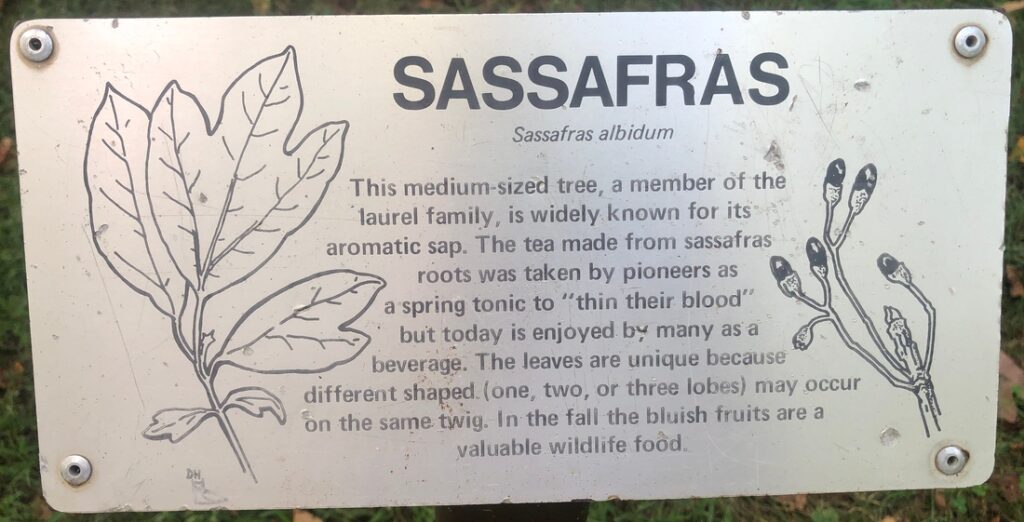 SASSAFRAS
Sassafras albidum
This medium-sized tree, a member of the
laurel family, is widely known for its
aromatic sap. The tea made from sassafras
roots was taken by pioneers as
a spring tonic to "thin their blood"
but today is enjoyed by many as a
beverage. The leaves are unique because
different shaped (one, two, or three lobes) may occur
on the same twig. In the fall the bluish fruits are a
valuable wildlife food.
DH